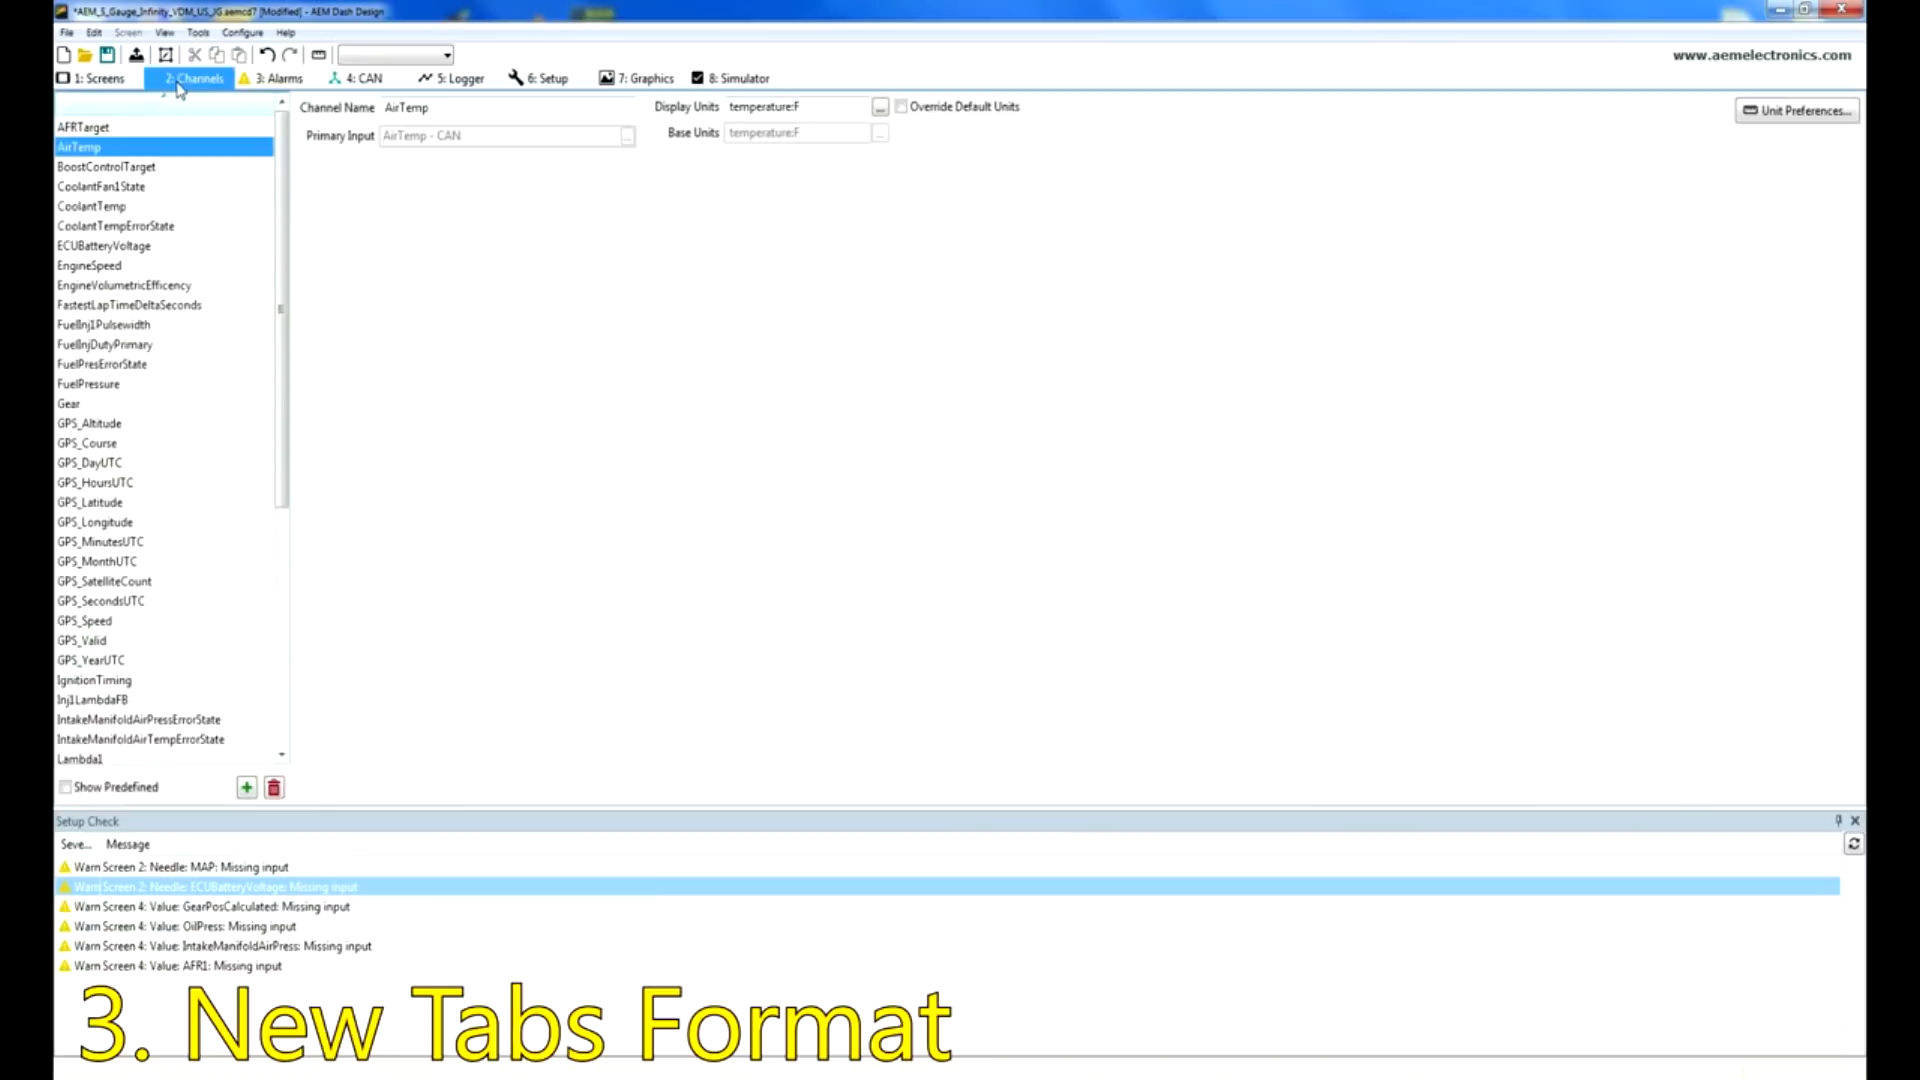 *AEM_5_Gauge_Infinity_VDM_US_JG.aemcd7 [Modified] - AEM Dash Design
File Edit Screen View Tools Configure Help
www.aemelectronics.com
1: Screens 2: Channels 3: Alarms 4: CAN 5: Logger 6: Setup 7: Graphics 8: Simulator
Channel Name AirTemp Display Units temperature:F ... Override Default Units Unit Preferences...
Primary Input AirTemp - CAN ... Base Units temperature:F ...
AFRTarget
AirTemp
BoostControlTarget
CoolantFan1State
CoolantTemp
CoolantTempErrorState
ECUBatteryVoltage
EngineSpeed
EngineVolumetricEfficency
FastestLapTimeDeltaSeconds
FuelInj1Pulsewidth
FuelInjDutyPrimary
FuelPresErrorState
FuelPressure
Gear
GPS_Altitude
GPS_Course
GPS_DayUTC
GPS_HoursUTC
GPS_Latitude
GPS_Longitude
GPS_MinutesUTC
GPS_MonthUTC
GPS_SatelliteCount
GPS_SecondsUTC
GPS_Speed
GPS_Valid
GPS_YearUTC
IgnitionTiming
Inj1LambdaFB
IntakeManifoldAirPressErrorState
IntakeManifoldAirTempErrorState
Lambda1
Show Predefined
Setup Check
Seve... Message
Warn Screen 2: Needle: MAP: Missing input
Warn Screen 2: Needle: ECUBatteryVoltage: Missing input
Warn Screen 4: Value: GearPosCalculated: Missing input
Warn Screen 4: Value: OilPress: Missing input
Warn Screen 4: Value: IntakeManifoldAirPress: Missing input
Warn Screen 4: Value: AFR1: Missing input
3. New Tabs Format